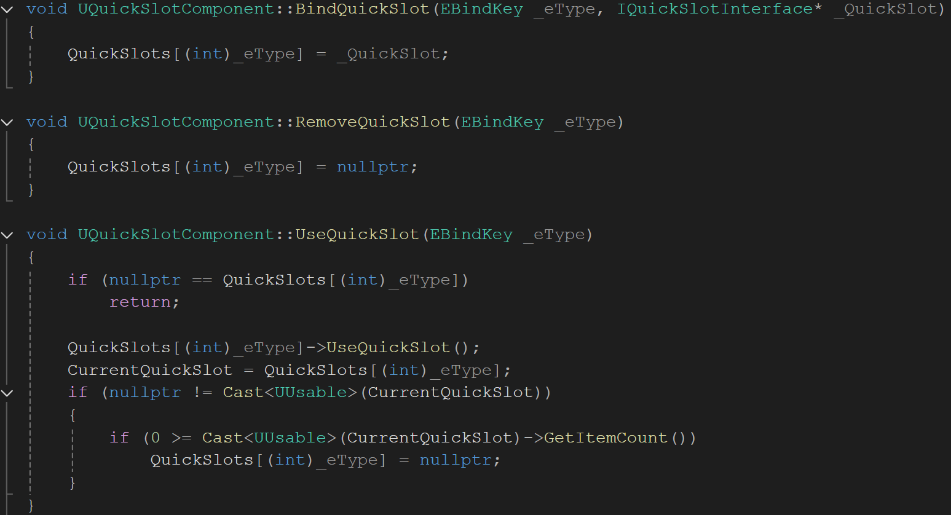 void UQuickSlotComponent::BindQuickSlot(EBindKey _eType, IQuickSlotInterface* _QuickSlot)
{
    QuickSlots[(int)_eType] = _QuickSlot;
}

void UQuickSlotComponent::RemoveQuickSlot(EBindKey _eType)
{
    QuickSlots[(int)_eType] = nullptr;
}

void UQuickSlotComponent::UseQuickSlot(EBindKey _eType)
{
    if (nullptr == QuickSlots[(int)_eType])
        return;

    QuickSlots[(int)_eType]->UseQuickSlot();
    CurrentQuickSlot = QuickSlots[(int)_eType];
    if (nullptr != Cast<UUsable>(CurrentQuickSlot))
    {
        if (0 >= Cast<UUsable>(CurrentQuickSlot)->GetItemCount())
            QuickSlots[(int)_eType] = nullptr;
    }
}